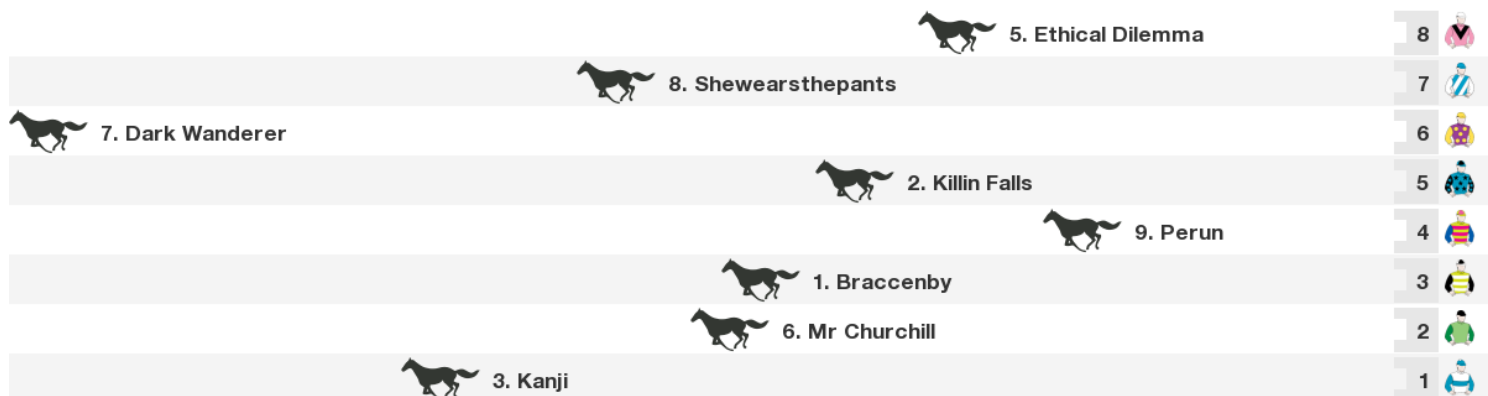 5. Ethical Dilemma 8
8. Shewearsthepants 7
7. Dark Wanderer 6
2. Killin Falls 5
9. Perun 4
1. Braccenby 3
6. Mr Churchill 2
3. Kanji 1